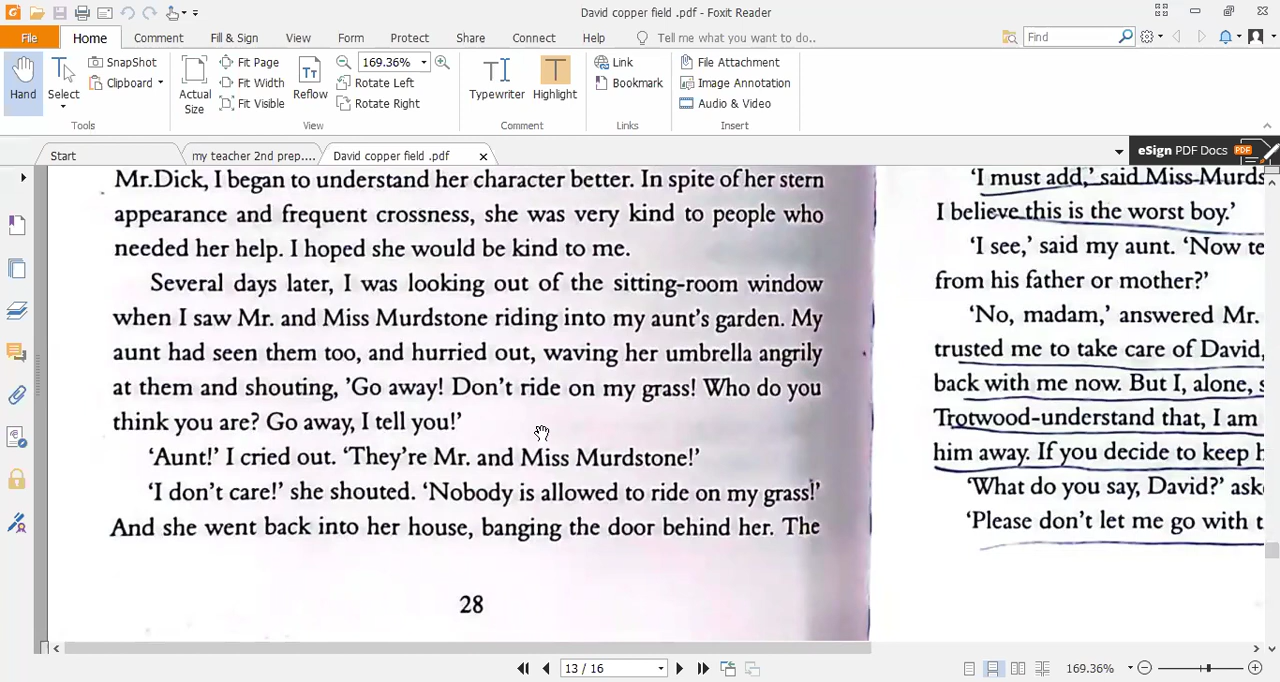 David copper field .pdf - Foxit Reader
File Home Comment Fill & Sign View Form Protect Share Connect Help Tell me what you want to do.. Find
Hand
Select
SnapShot
Clipboard
Tools
Actual Size
Fit Page
Fit Width
Fit Visible
Reflow
169.36%
Rotate Left
Rotate Right
View
Typewriter
Highlight
Comment
Link
Bookmark
Links
File Attachment
Image Annotation
Audio & Video
Insert
Start
my teacher 2nd prep....
David copper field .pdf
eSign PDF Docs
Mr.Dick, I began to understand her character better. In spite of her stern
appearance and frequent crossness, she was very kind to people who
needed her help. I hoped she would be kind to me.
Several days later, I was looking out of the sitting-room window
when I saw Mr. and Miss Murdstone riding into my aunt's garden. My
aunt had seen them too, and hurried out, waving her umbrella angrily
at them and shouting, 'Go away! Don't ride on my grass! Who do you
think you are? Go away, I tell you!'
'Aunt!' I cried out. 'They're Mr. and Miss Murdstone!'
'I don't care!' she shouted. 'Nobody is allowed to ride on my grass!'
And she went back into her house, banging the door behind her. The
28
'I must add,' said Miss Murds
I believe this is the worst boy.'
'I see,' said my aunt. 'Now te
from his father or mother?'
'No, madam,' answered Mr.
trusted me to take care of David,
back with me now. But I, alone, s
Trotwood-understand that, I am
him away. If you decide to keep h
'What do you say, David?' ask
'Please don't let me go with t
13 / 16
169.36%